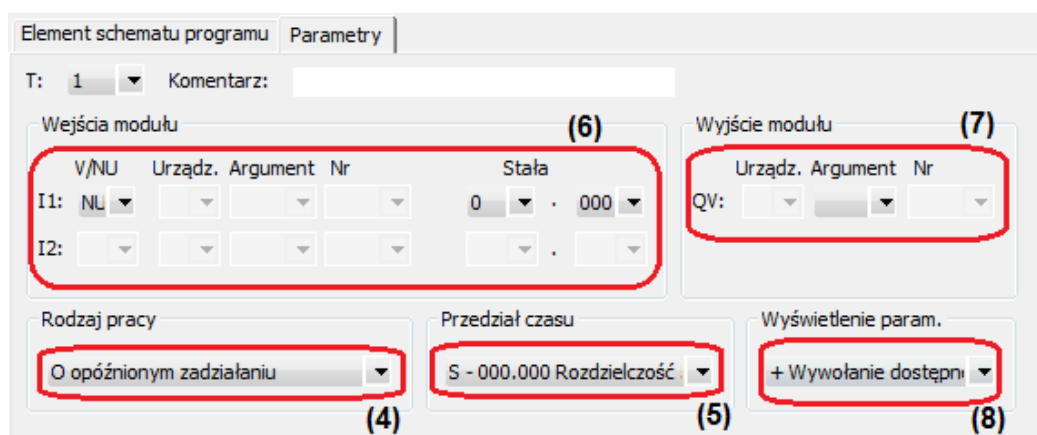 Element schematu programu Parametry
T: 1 Komentarz:
Wejścia modułu (6) Wyjście modułu (7)
V/NU Urządz. Argument Nr Stała Urządz. Argument Nr
I1: NU 0 . 000 QV:
I2: .
Rodzaj pracy Przedział czasu Wyświetlenie param.
O opóźnionym zadziałaniu S - 000.000 Rozdzielczość + Wywołanie dostępn
(4) (5) (8)